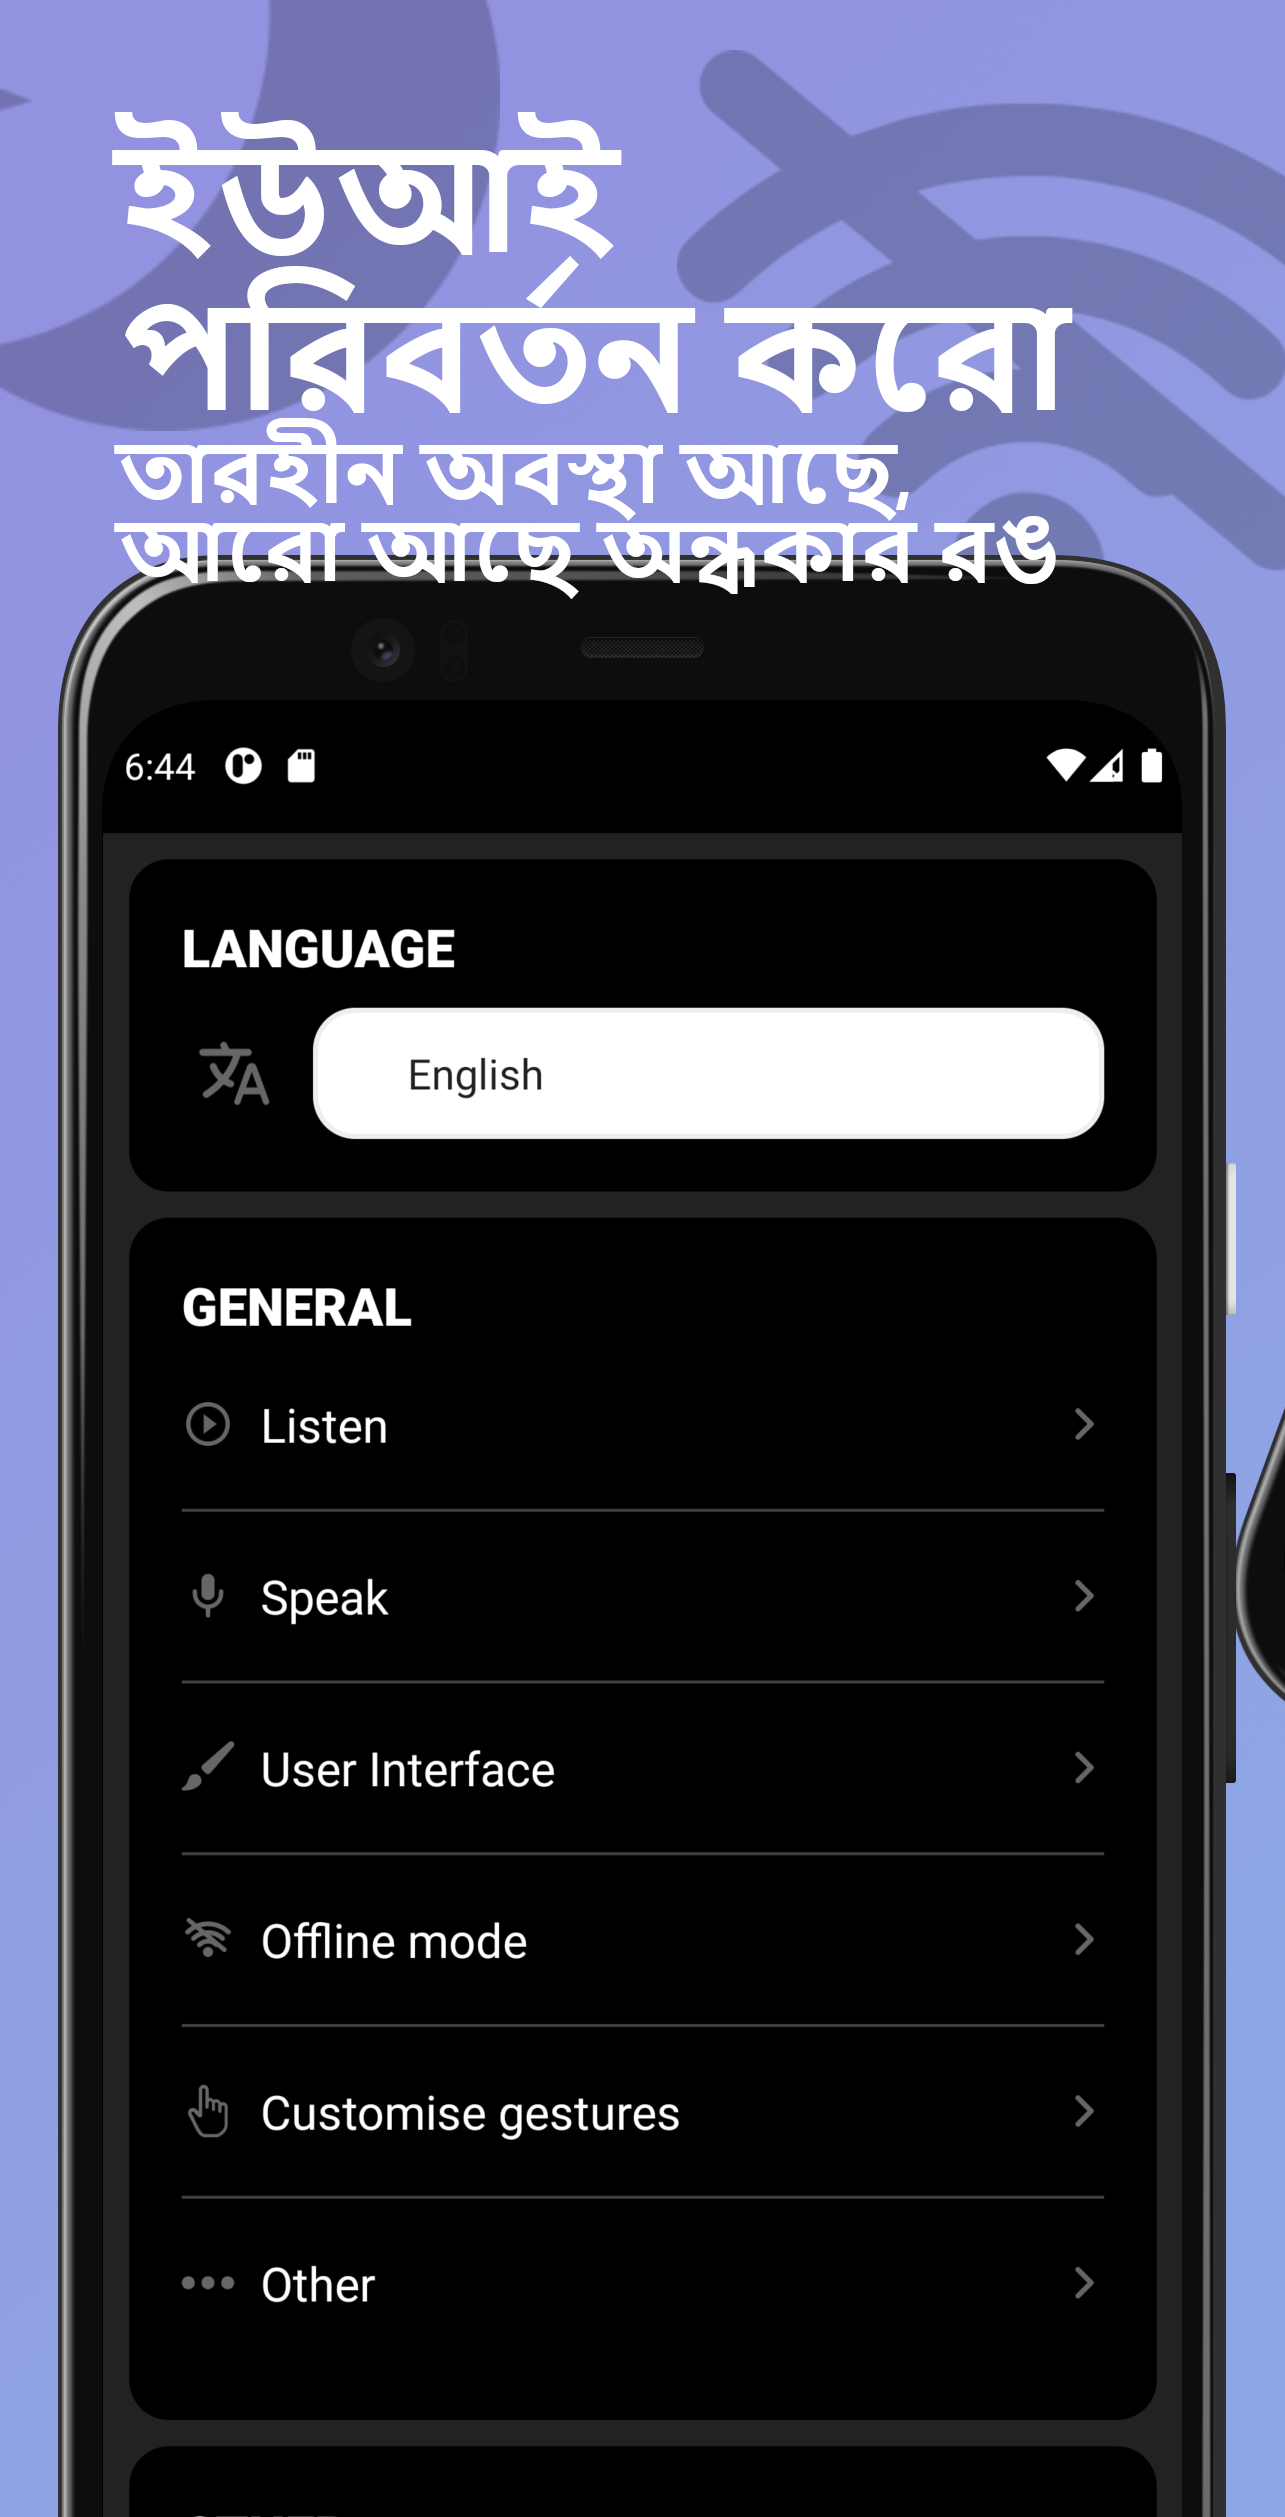 ইউআই
পরিবর্তন করো
তারহীন অবস্থা আছে,
আরো আছে অন্ধকার রঙ
6:44
LANGUAGE
English
GENERAL
Listen
Speak
User Interface
Offline mode
Customise gestures
Other